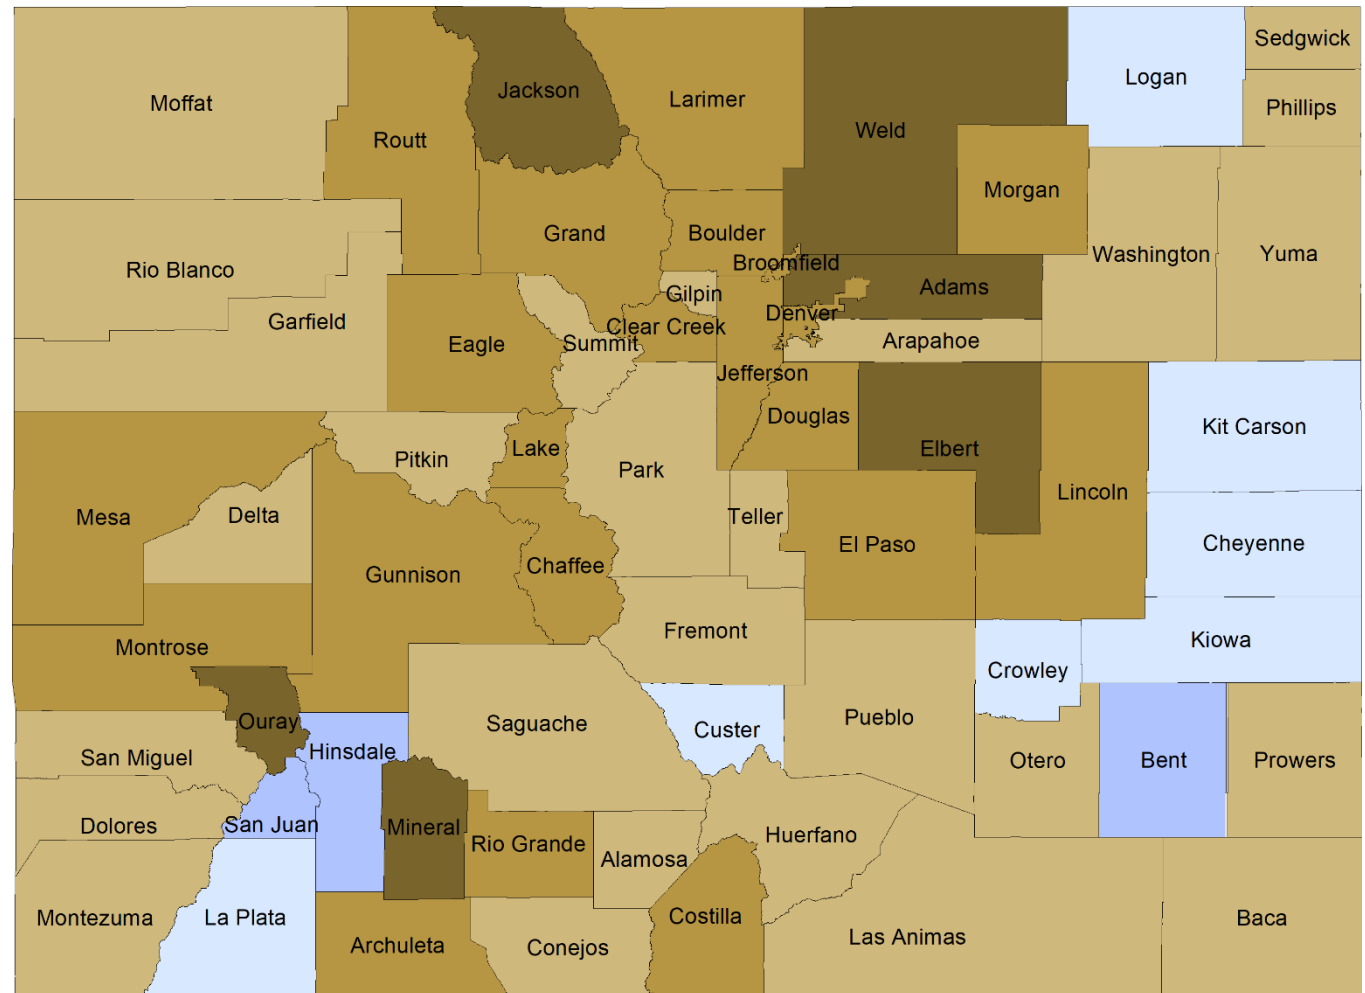 Sedgwick
Logan
Jackson
Larimer
Moffat
Phillips
Weld
Routt
Morgan
Grand
Boulder
Washington
Yuma
Broomfield
Rio Blanco
Adams
Gilpin
Denver
Garfield
Clear Creek
Arapahoe
Eagle
Summit
Jefferson
Douglas
Kit Carson
Lake
Elbert
Pitkin
Park
Lincoln
Mesa
Delta
Teller
El Paso
Cheyenne
Chaffee
Gunnison
Fremont
Kiowa
Montrose
Crowley
Pueblo
Ouray
Saguache
Custer
Hinsdale
San Miguel
Otero
Bent
Prowers
San Juan
Dolores
Mineral
Huerfano
Rio Grande
Alamosa
Costilla
Montezuma
La Plata
Baca
Las Animas
Archuleta
Conejos